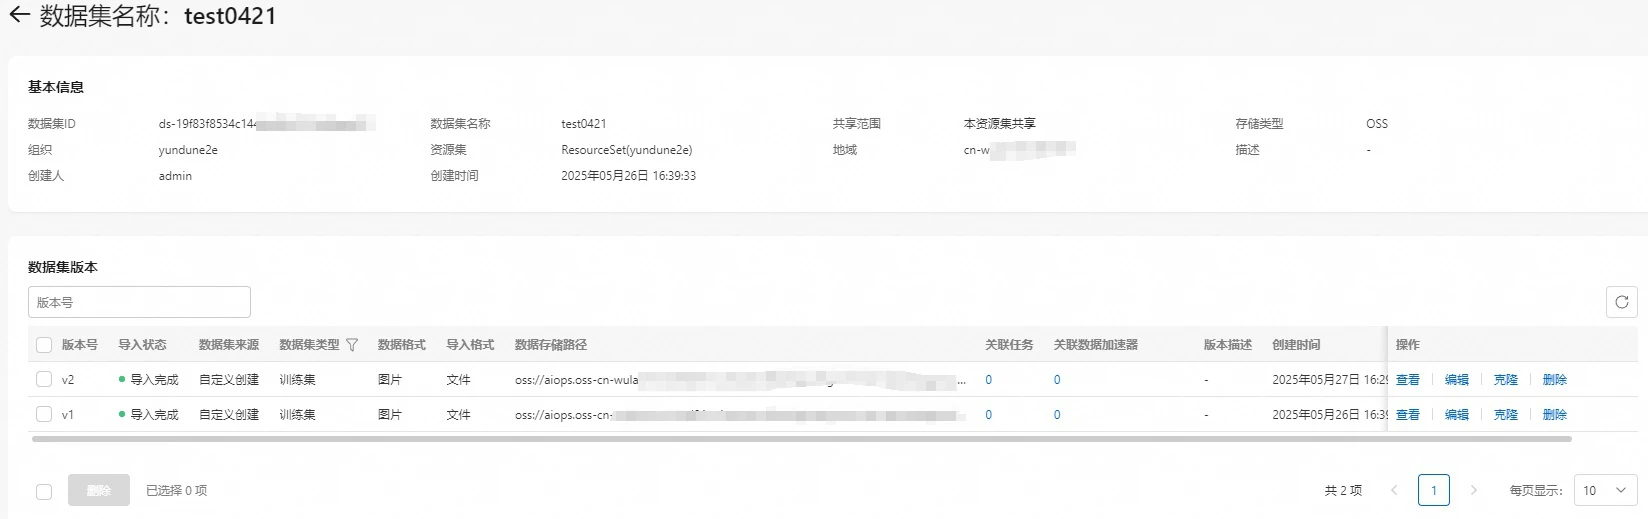 数据集名称：test0421
基本信息
数据集ID ds-19f83f8534c14 数据集名称 test0421 共享范围 本资源集共享 存储类型 OSS
组织 yundune2e 资源集 ResourceSet(yundune2e) 地域 cn-w 描述 -
创建人 admin 创建时间 2025年05月26日 16:39:33
数据集版本
版本号
版本号 导入状态 数据集来源 数据集类型 数据格式 导入格式 数据存储路径 关联任务 关联数据加速器 版本描述 创建时间 操作
v2 导入完成 自定义创建 训练集 图片 文件 oss://aiops.oss-cn-wula ... 0 0 - 2025年05月27日 16:29 查看 编辑 克隆 删除
v1 导入完成 自定义创建 训练集 图片 文件 oss://aiops.oss-cn- 0 0 - 2025年05月26日 16:39 查看 编辑 克隆 删除
删除 已选择 0 项 共 2 项 1 每页显示： 10